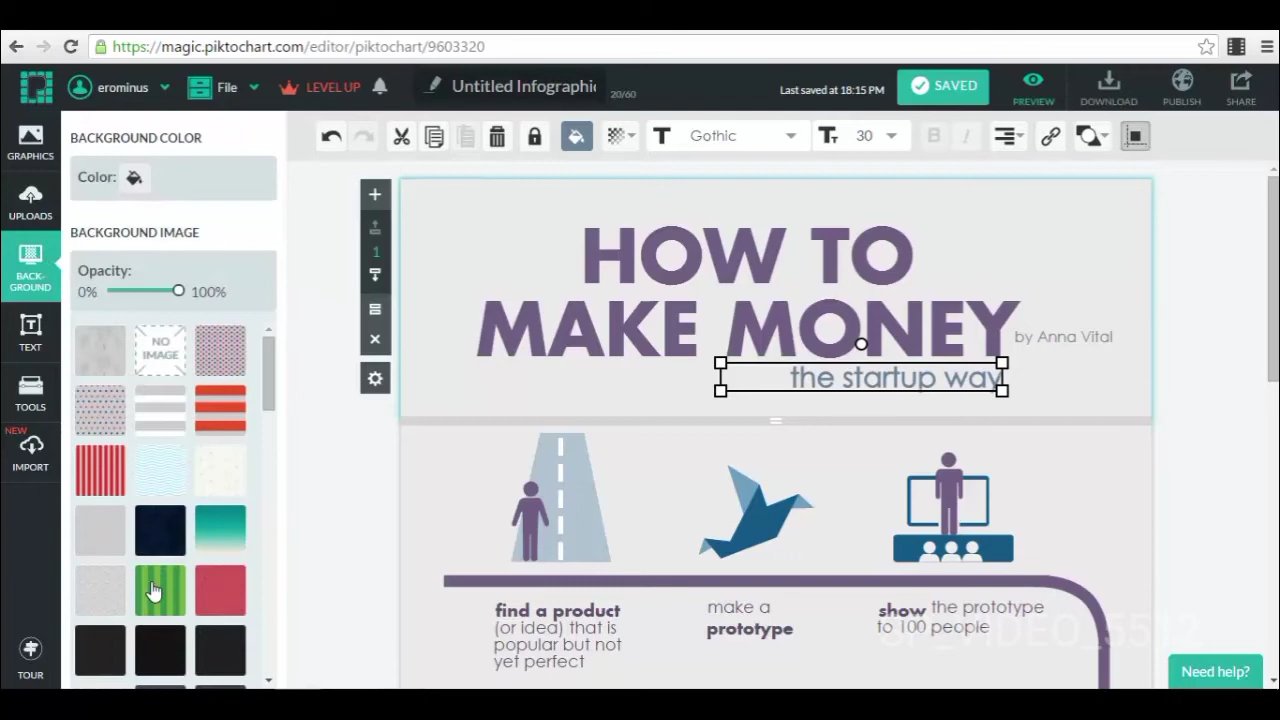 https://magic.piktochart.com/editor/piktochart/9603320
erominus
File
LEVEL UP
Untitled Infographic
20/60
Last saved at 18:15 PM
SAVED
PREVIEW
DOWNLOAD
PUBLISH
SHARE
GRAPHICS
UPLOADS
BACK-
GROUND
TEXT
TOOLS
NEW
IMPORT
TOUR
BACKGROUND COLOR
Color:
BACKGROUND IMAGE
Opacity:
0% 100%
NO
IMAGE
Gothic
30
B I
1
HOW TO
MAKE MONEY
by Anna Vital
the startup way
find a product
(or idea) that is
popular but not
yet perfect
make a
prototype
show the prototype
to 100 people
Need help?